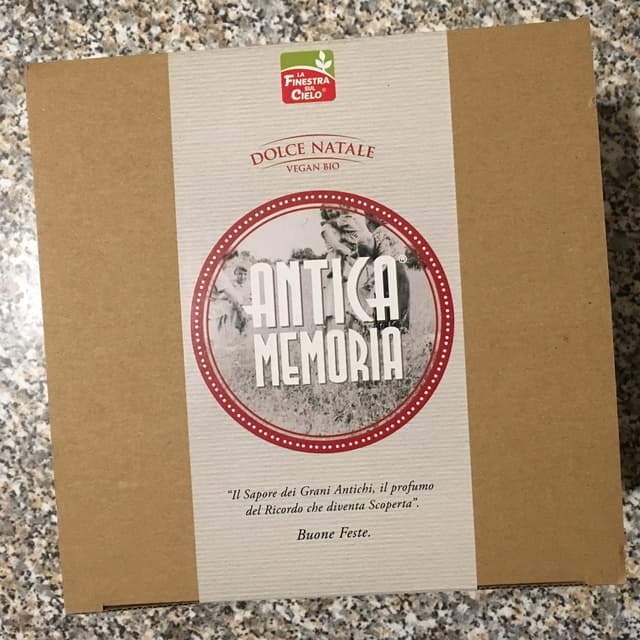 LA
FINESTRA
SUL
CIELO®
DOLCE NATALE
VEGAN BIO
ANTICA®
MEMORIA
"Il Sapore dei Grani Antichi, il profumo
del Ricordo che diventa Scoperta".
Buone Feste.